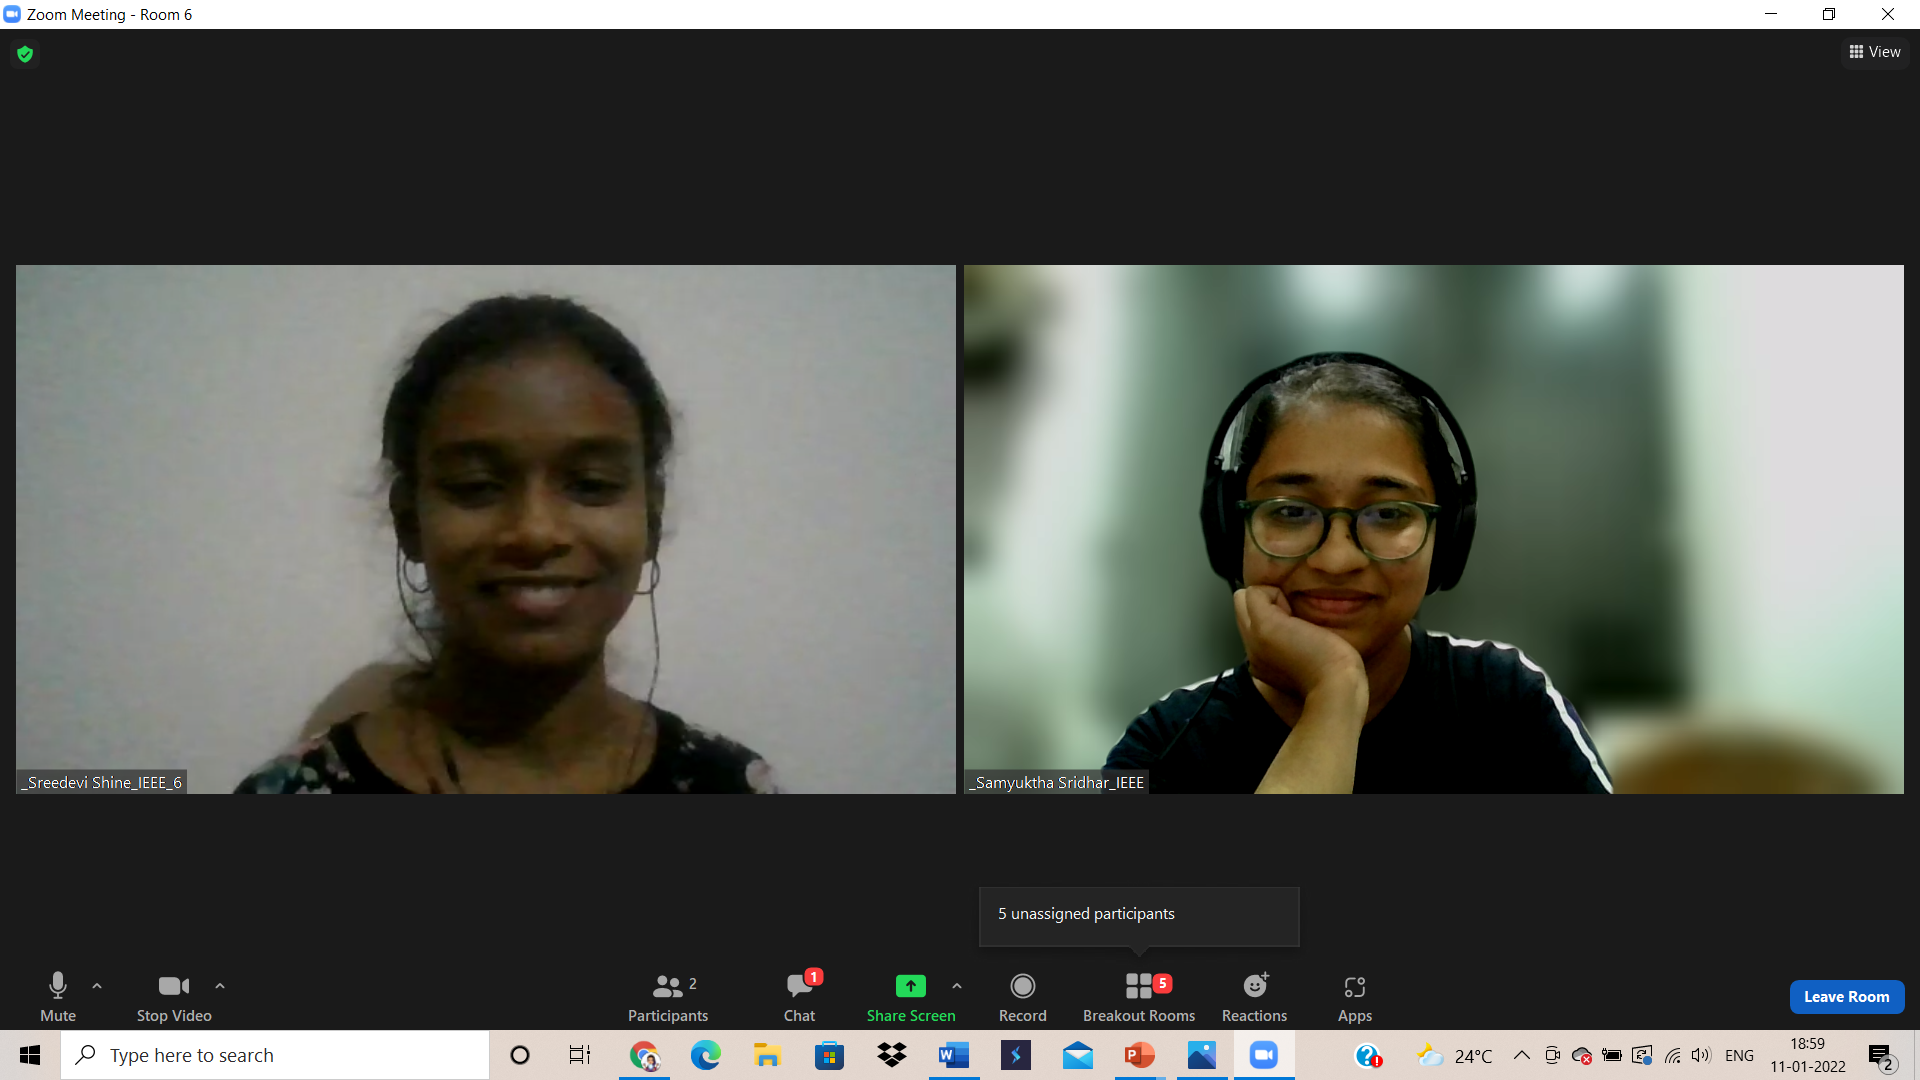 Zoom Meeting - Room 6
View
_Sreedevi Shine_IEEE_6
_Samyuktha Sridhar_IEEE
5 unassigned participants
Mute
Stop Video
2
Participants
1
Chat
Share Screen
Record
5
Breakout Rooms
Reactions
Apps
Leave Room
Type here to search
24°C
ENG
18:59
11-01-2022
2